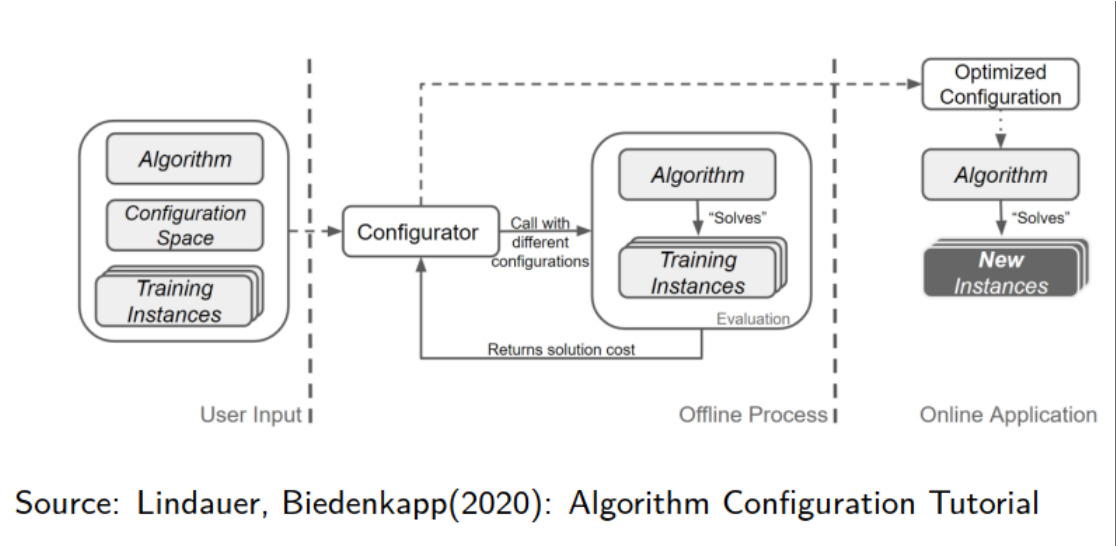 Algorithm
Configuration
Space
Training
Instances
User Input
Configurator
Call with
different
configurations
Algorithm
“Solves”
Training
Instances
Evaluation
Returns solution cost
Offline Process
Optimized
Configuration
Algorithm
“Solves”
New
Instances
Online Application
Source: Lindauer, Biedenkapp(2020): Algorithm Configuration Tutorial